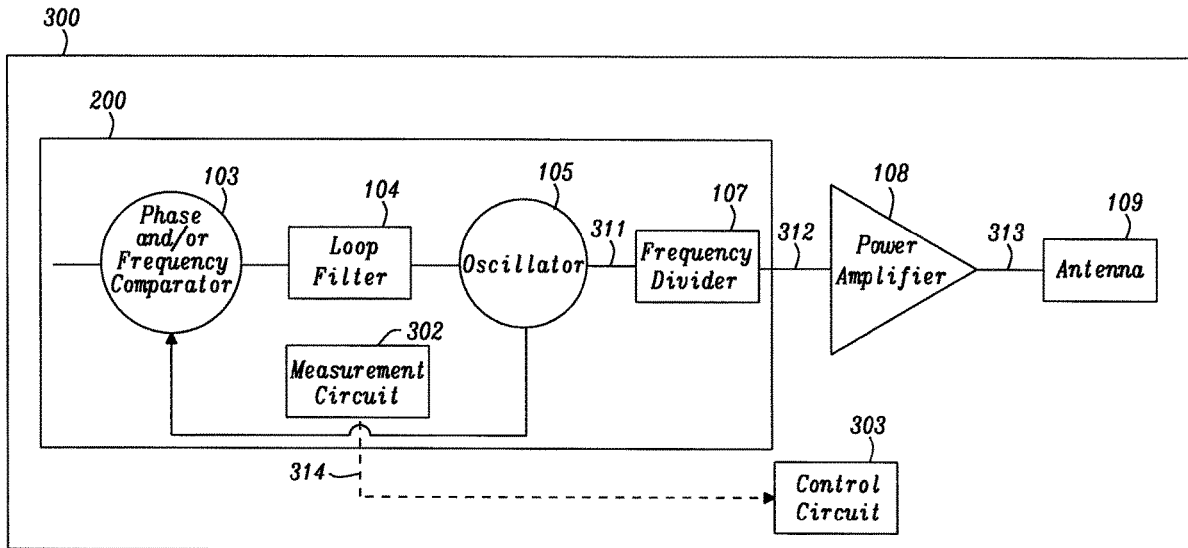 300
200
103
104
105
107
108
109
Phase
and/or
Frequency
Comparator
Loop
Filter
Oscillator
311
Frequency
Divider
312
Power
Amplifier
313
Antenna
302
Measurement
Circuit
314
303
Control
Circuit